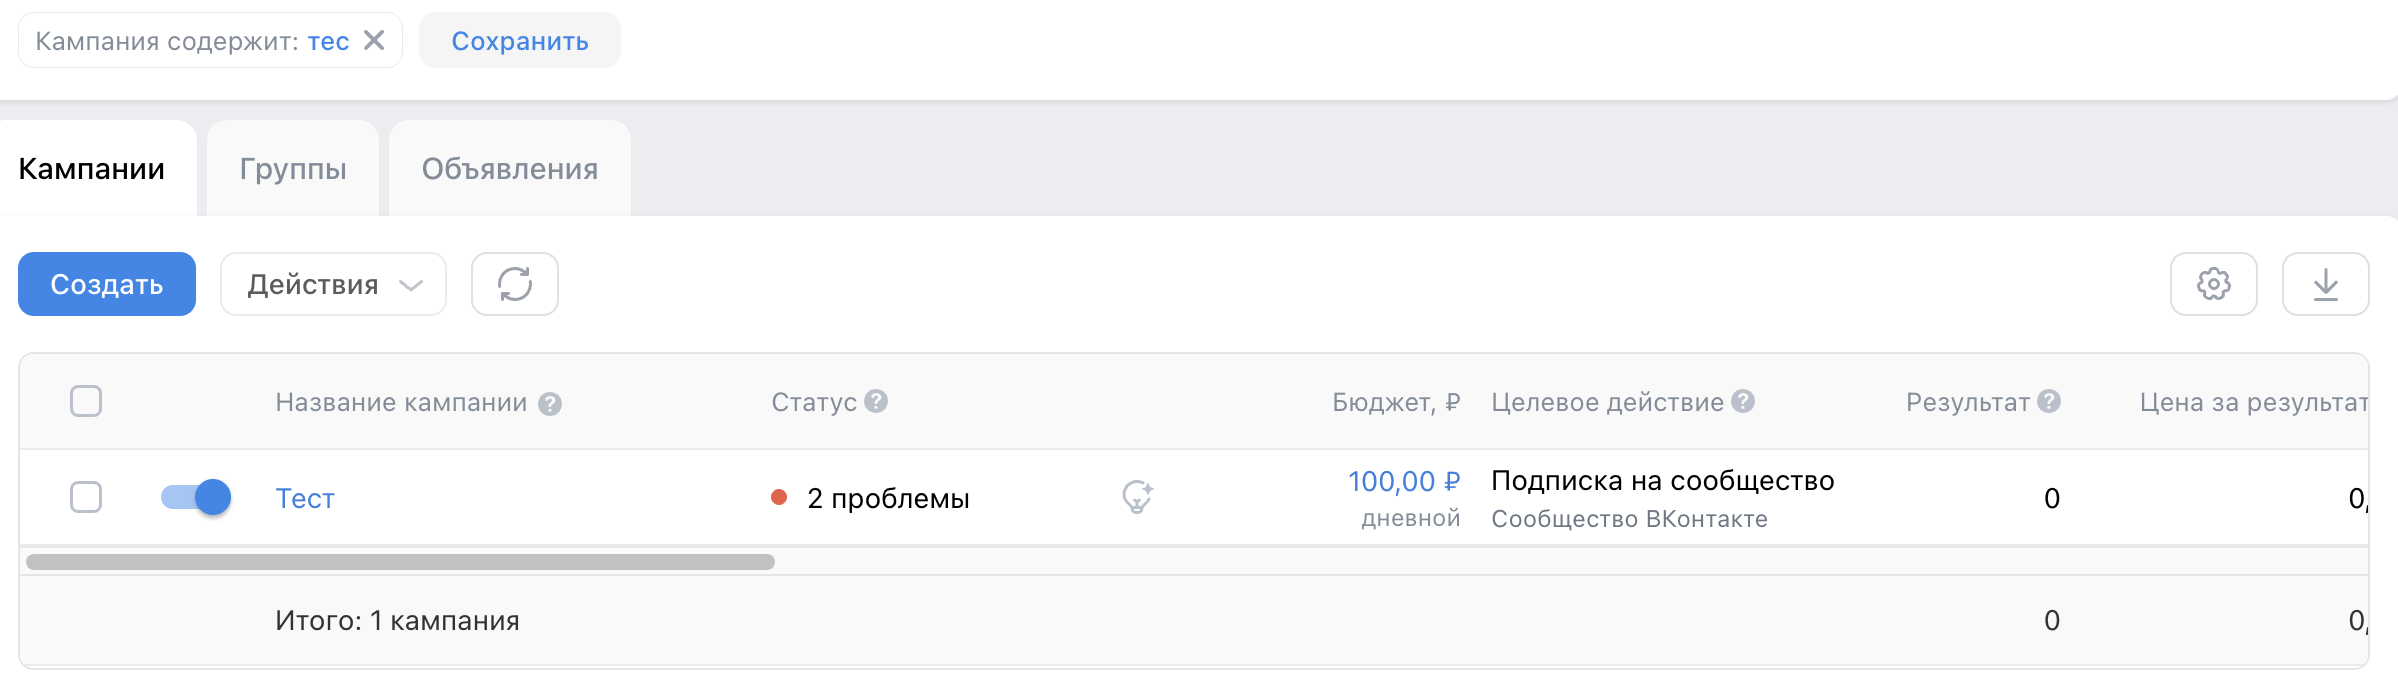 Кампания содержит: тес
Сохранить
Кампании
Группы
Объявления
Создать
Действия
Название кампании
Статус
Бюджет, ₽
Целевое действие
Результат
Цена за результат
Тест
2 проблемы
100,00 ₽
дневной
Подписка на сообщество
Сообщество ВКонтакте
0
0,
Итого: 1 кампания
0
0,